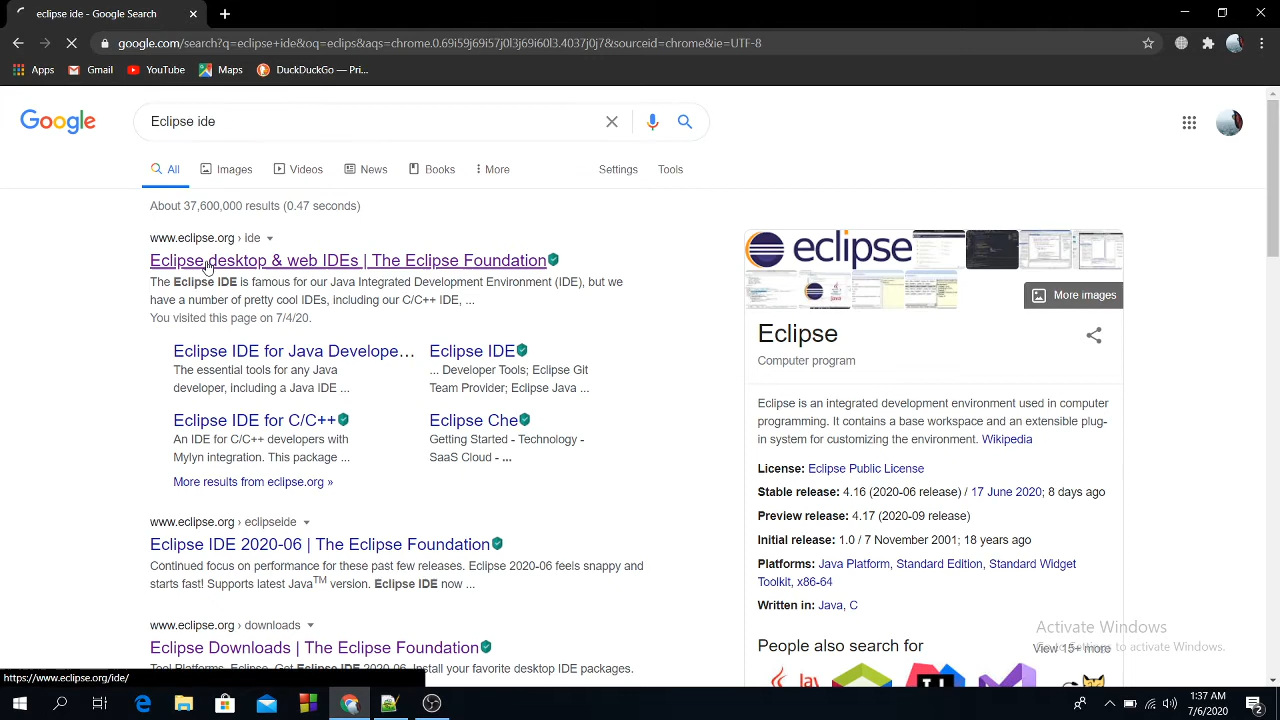 eclipse ide - Google Search
google.com/search?q=eclipse+ide&oq=eclips&aqs=chrome.0.69i59j69i57j0l3j69i60l3.4037j0j7&sourceid=chrome&ie=UTF-8
Apps Gmail YouTube Maps DuckDuckGo — Pri...
Google
Eclipse ide
All Images Videos News Books More Settings Tools
About 37,600,000 results (0.47 seconds)
www.eclipse.org › ide
Eclipse desktop & web IDEs | The Eclipse Foundation
The Eclipse IDE is famous for our Java Integrated Development Environment (IDE), but we
have a number of pretty cool IDEs, including our C/C++ IDE, ...
You visited this page on 7/4/20.
Eclipse IDE for Java Develope...
The essential tools for any Java
developer, including a Java IDE ...
Eclipse IDE
... Developer Tools; Eclipse Git
Team Provider; Eclipse Java ...
Eclipse IDE for C/C++
An IDE for C/C++ developers with
Mylyn integration. This package ...
Eclipse Che
Getting Started - Technology -
SaaS Cloud - ...
More results from eclipse.org »
www.eclipse.org › eclipseide
Eclipse IDE 2020-06 | The Eclipse Foundation
Continued focus on performance for these past few releases. Eclipse 2020-06 feels snappy and
starts fast! Supports latest Java™ version. Eclipse IDE now ...
www.eclipse.org › downloads
Eclipse Downloads | The Eclipse Foundation
Tool Platforms. Eclipse. Get Eclipse IDE 2020-06. Install your favorite desktop IDE packages.
eclipse
More images
Eclipse
Computer program
Eclipse is an integrated development environment used in computer
programming. It contains a base workspace and an extensible plug-
in system for customizing the environment. Wikipedia
License: Eclipse Public License
Stable release: 4.16 (2020-06 release) / 17 June 2020; 8 days ago
Preview release: 4.17 (2020-09 release)
Initial release: 1.0 / 7 November 2001; 18 years ago
Platforms: Java Platform, Standard Edition, Standard Widget
Toolkit, x86-64
Written in: Java, C
People also search for
View 15+ more
Activate Windows
to activate Windows.
https://www.eclipse.org/ide/
1:37 AM
7/6/2020
2